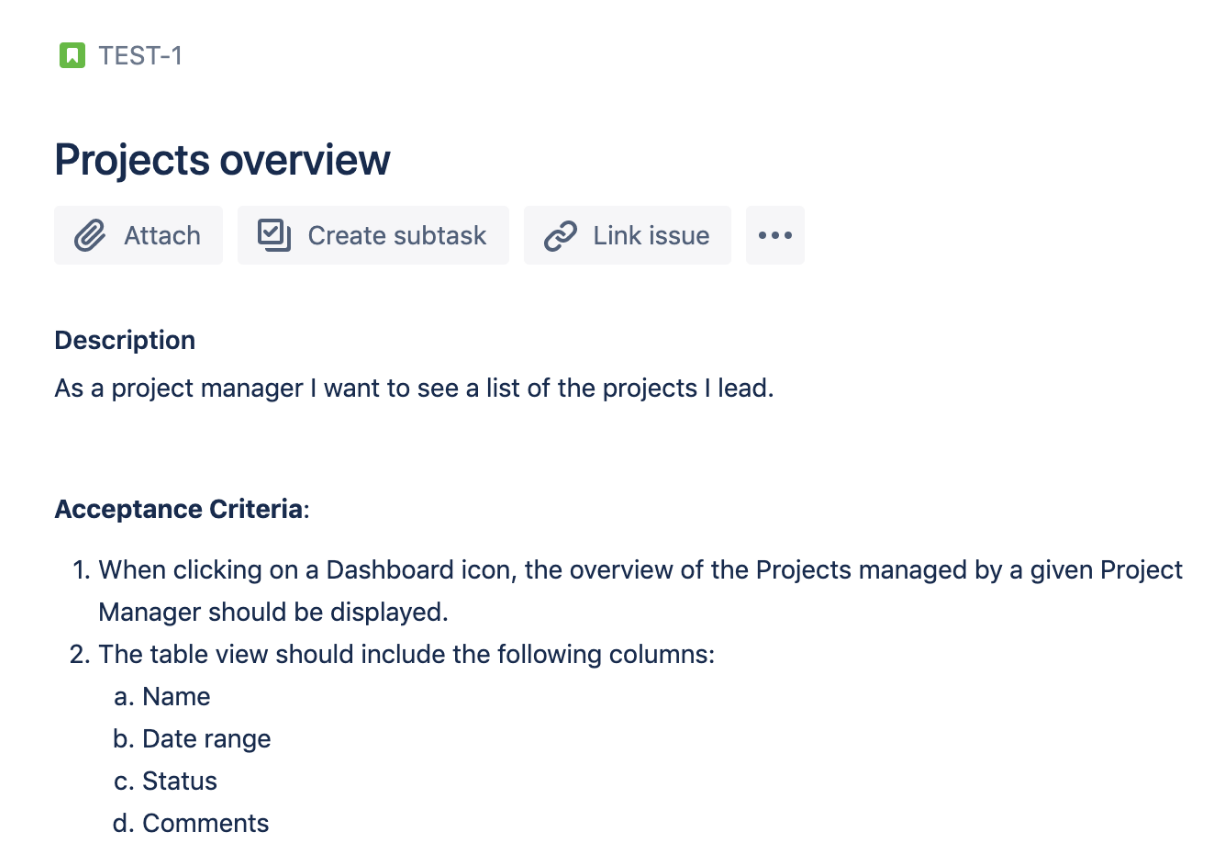 TEST-1
Projects overview
Attach Create subtask Link issue
Description
As a project manager I want to see a list of the projects I lead.
Acceptance Criteria:
1. When clicking on a Dashboard icon, the overview of the Projects managed by a given Project
Manager should be displayed.
2. The table view should include the following columns:
a. Name
b. Date range
c. Status
d. Comments